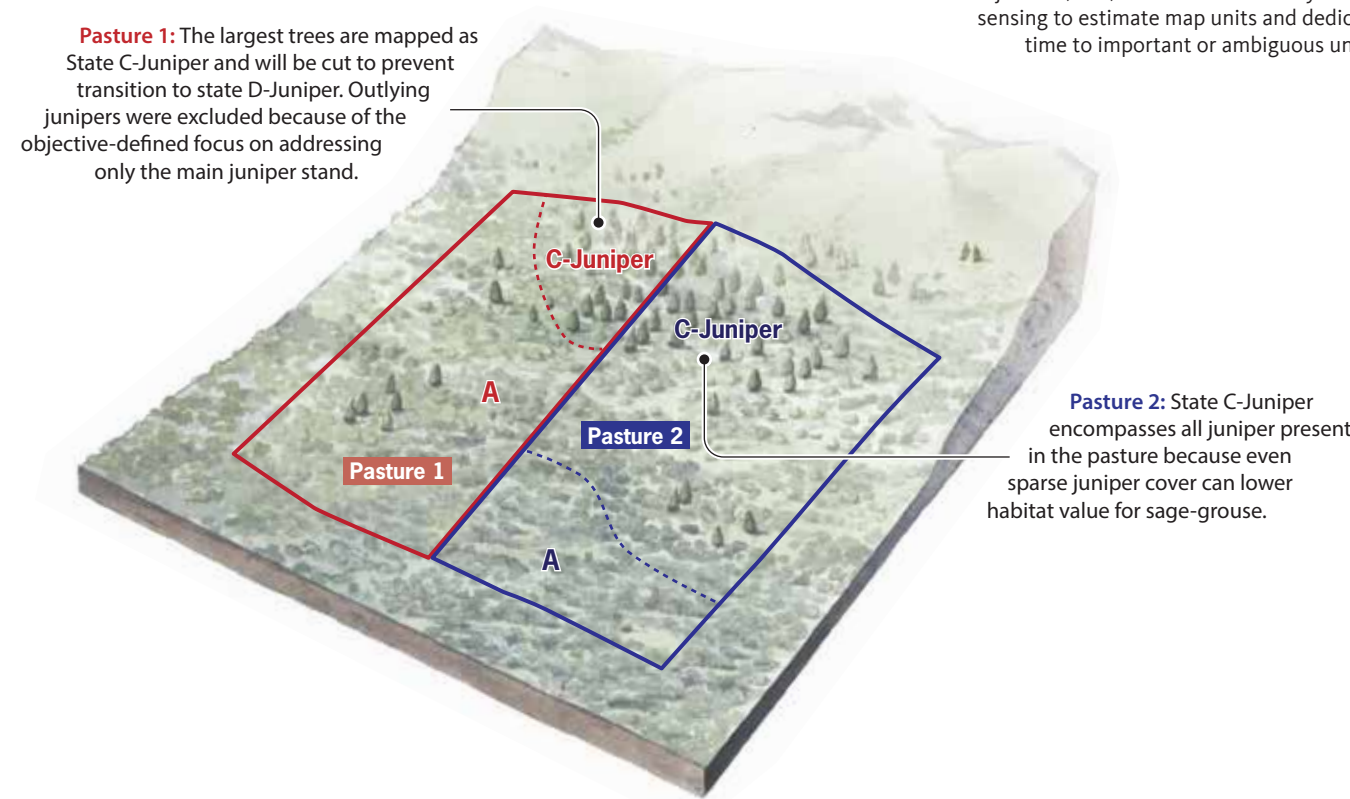 sensing to estimate map units and
time to important or ambiguous
Pasture 1: The largest trees are mapped as
State C-Juniper and will be cut to prevent
transition to state D-Juniper. Outlying
junipers were excluded because of the
objective-defined focus on addressing
only the main juniper stand.
C-Juniper
C-Juniper
A
Pasture 2
Pasture 1
Pasture 2: State C-Juniper
encompasses all juniper present
in the pasture because even
sparse juniper cover can lower
habitat value for sage-grouse.
A